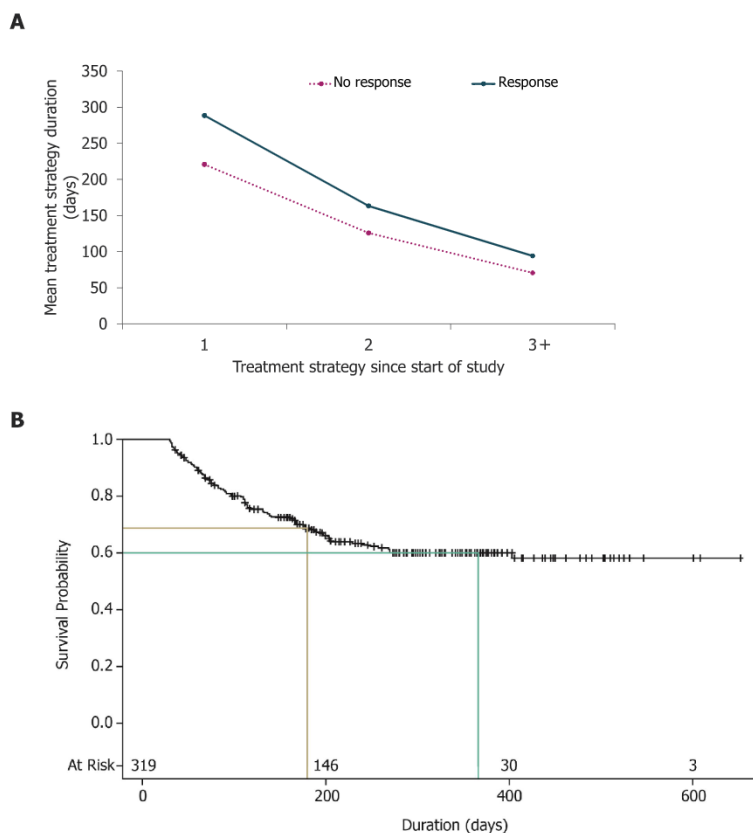 A
350
300
250
200
150
100
50
0
Mean treatment strategy duration
(days)
No response
Response
1 2 3+
Treatment strategy since start of study
B
1.0
0.8
0.6
0.4
0.2
0.0
Survival Probability
At Risk 319 146 30 3
0 200 400 600
Duration (days)